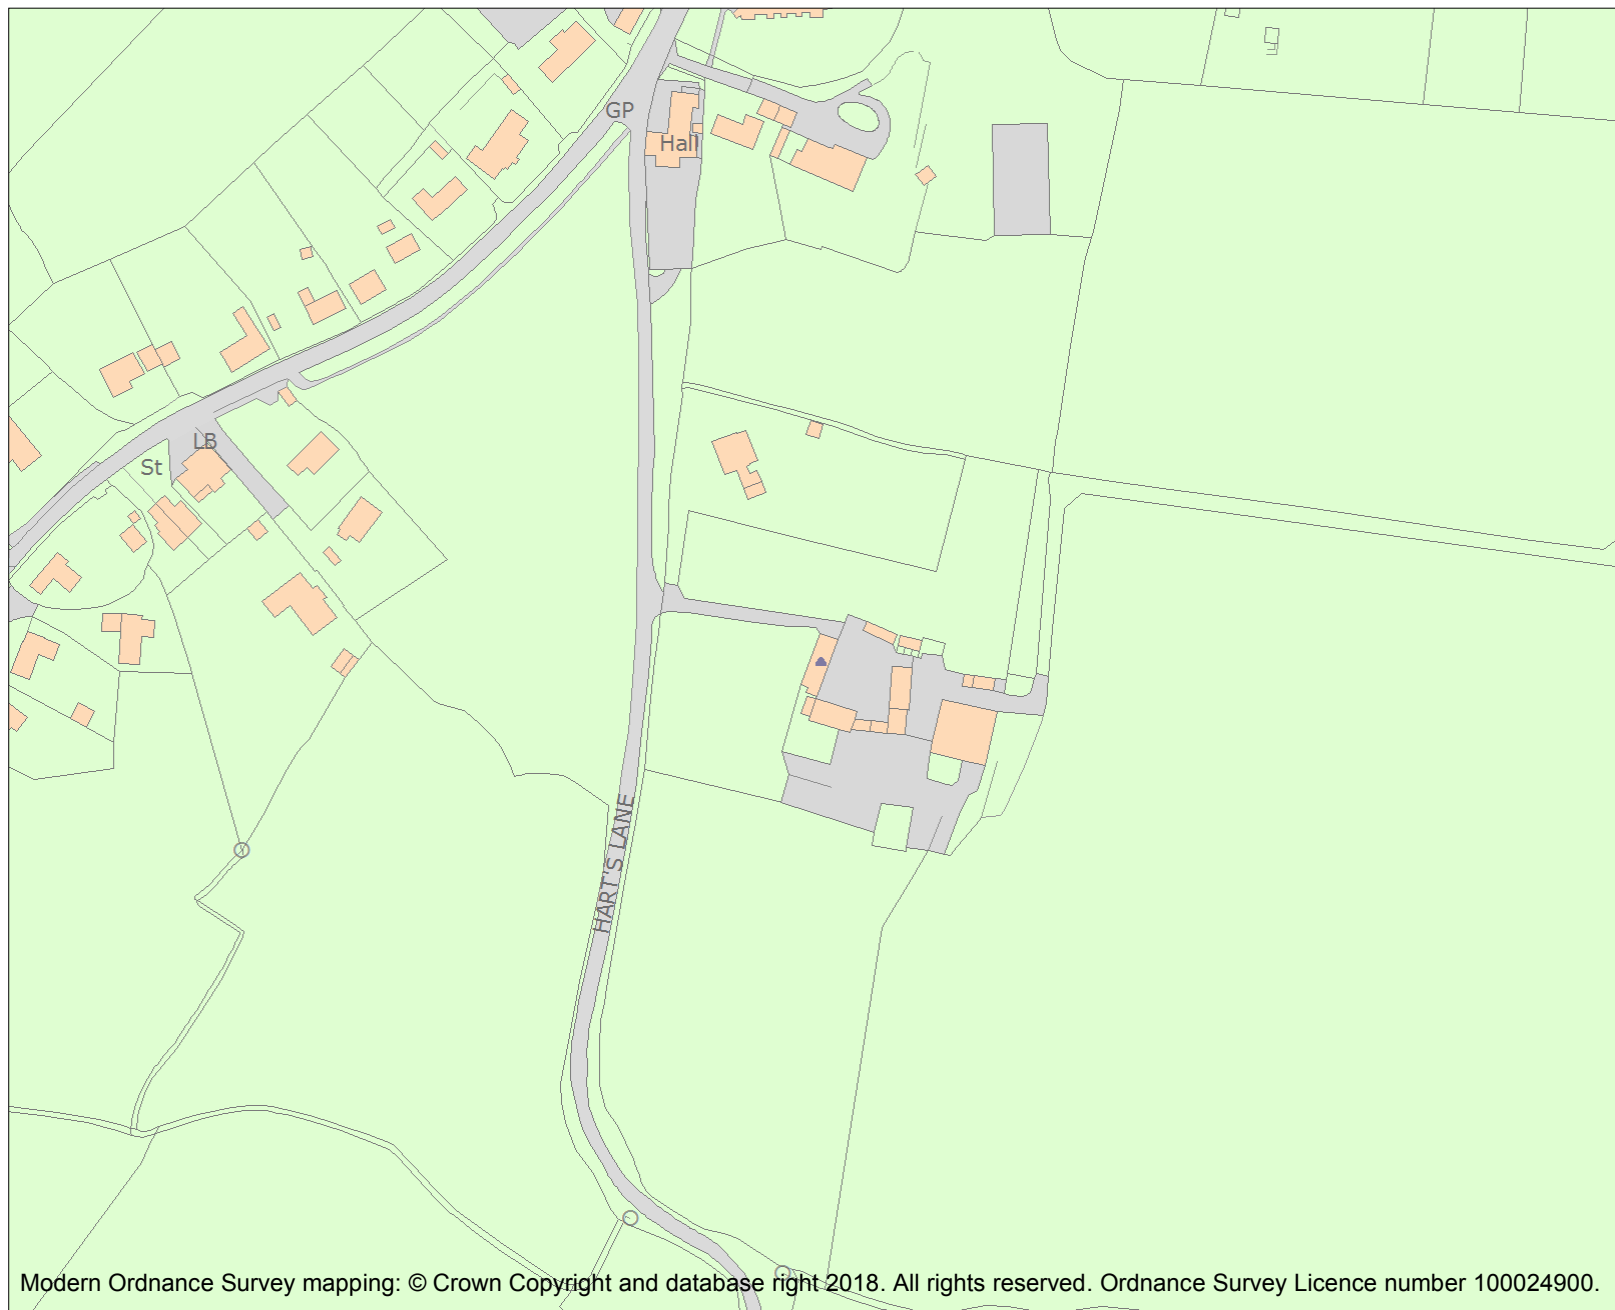 GP
Hall
LB
St
HART'S LANE
Modern Ordnance Survey mapping: © Crown Copyright and database right 2018. All rights reserved. Ordnance Survey Licence number 100024900.